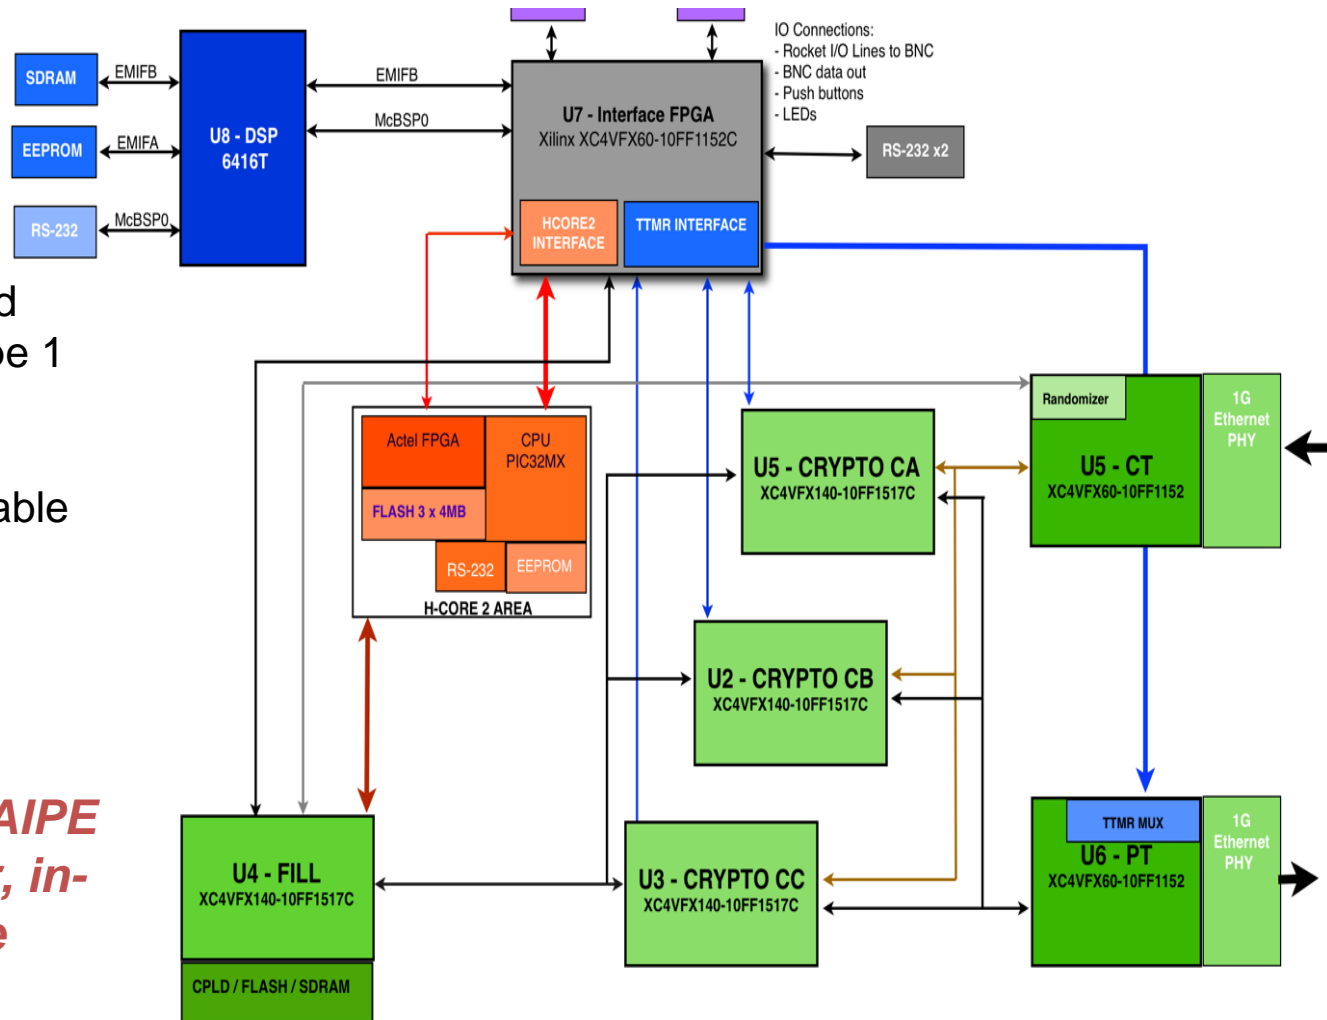 IO Connections:
- Rocket I/O Lines to BNC
- BNC data out
- Push buttons
- LEDs
SDRAM
EMIFB
EEPROM
EMIFA
RS-232
McBSP0
U8 - DSP
6416T
EMIFB
McBSP0
U7 - Interface FPGA
Xilinx XC4VFX60-10FF1152C
HCORE2
INTERFACE
TTMR INTERFACE
RS-232 x2
d
pe 1
able
AIPE
r, in-
e
Actel FPGA
CPU
PIC32MX
FLASH 3 x 4MB
RS-232
EEPROM
H-CORE 2 AREA
U5 - CRYPTO CA
XC4VFX140-10FF1517C
Randomizer
U5 - CT
XC4VFX60-10FF1152
1G
Ethernet
PHY
U2 - CRYPTO CB
XC4VFX140-10FF1517C
U4 - FILL
XC4VFX140-10FF1517C
CPLD / FLASH / SDRAM
U3 - CRYPTO CC
XC4VFX140-10FF1517C
TTMR MUX
U6 - PT
XC4VFX60-10FF1152
1G
Ethernet
PHY